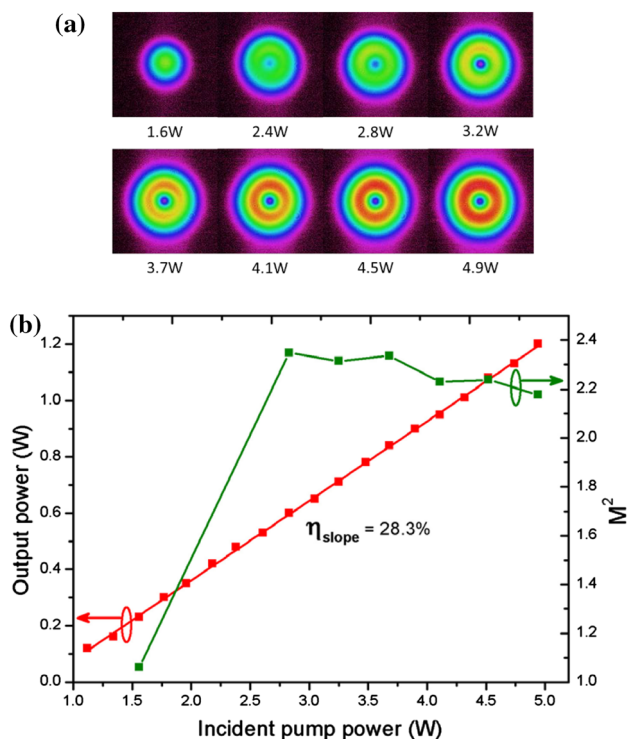 (a)
1.6W 2.4W 2.8W 3.2W
3.7W 4.1W 4.5W 4.9W
(b)
1.2
1.0
0.8
0.6
0.4
0.2
0.0
Output power (W)
ηslope = 28.3%
2.4
2.2
2.0
1.8
1.6
1.4
1.2
1.0
M²
1.0 1.5 2.0 2.5 3.0 3.5 4.0 4.5 5.0
Incident pump power (W)